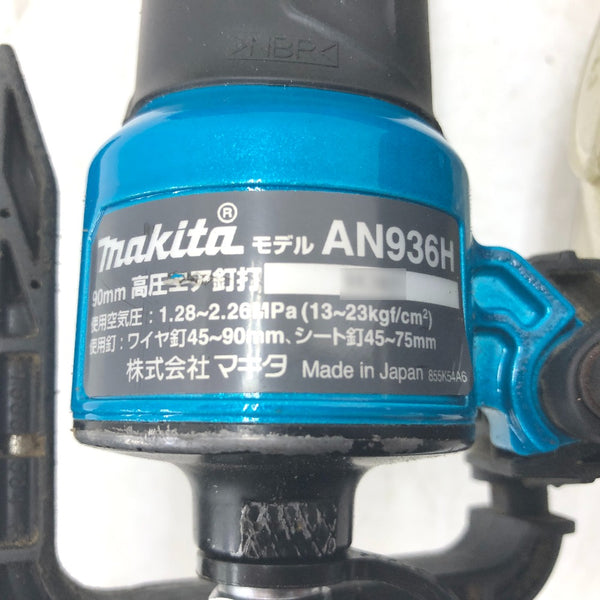 >NBR<
makita® モデル AN936H
90mm 高圧エア釘打
使用空気圧:1.28~2.26MPa(13~23kgf/cm²)
使用釘:ワイヤ釘45~90mm、シート釘45~75mm
株式会社マキタ Made in Japan 855K54A6